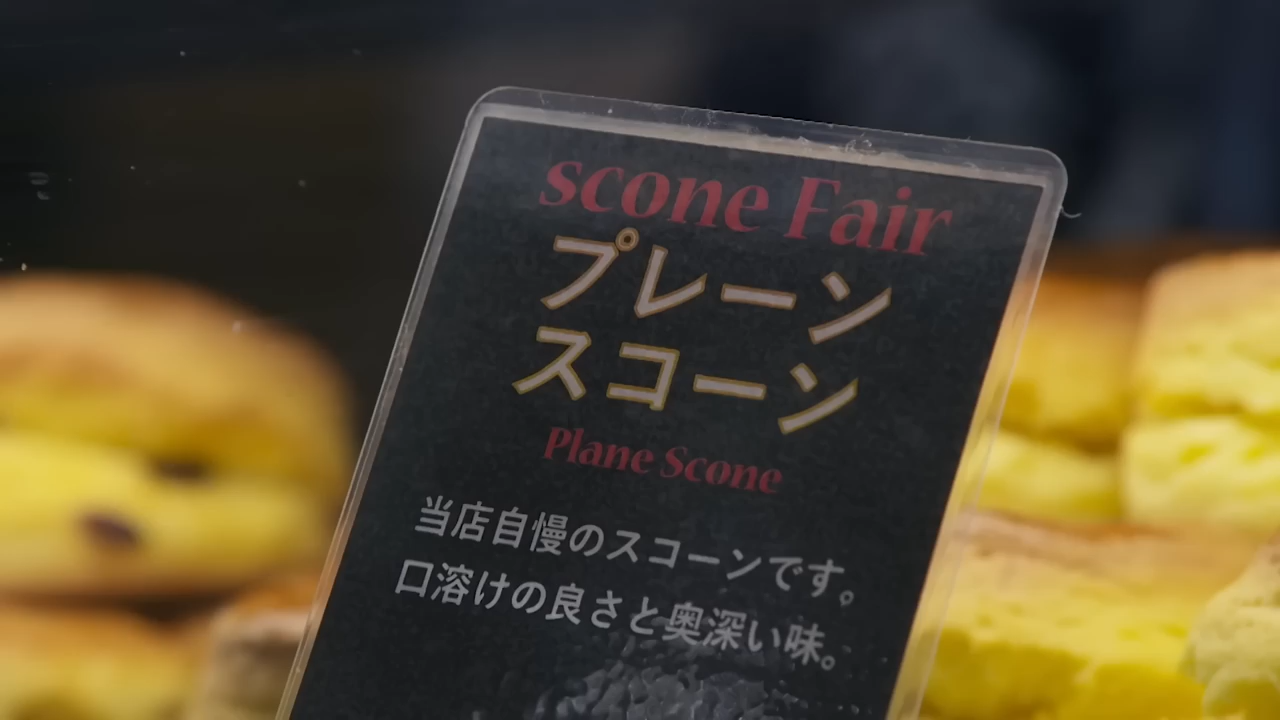 scone Fair
プレーン
スコーン
Plane Scone
当店自慢のスコーンです。
口溶けの良さと奥深い味。